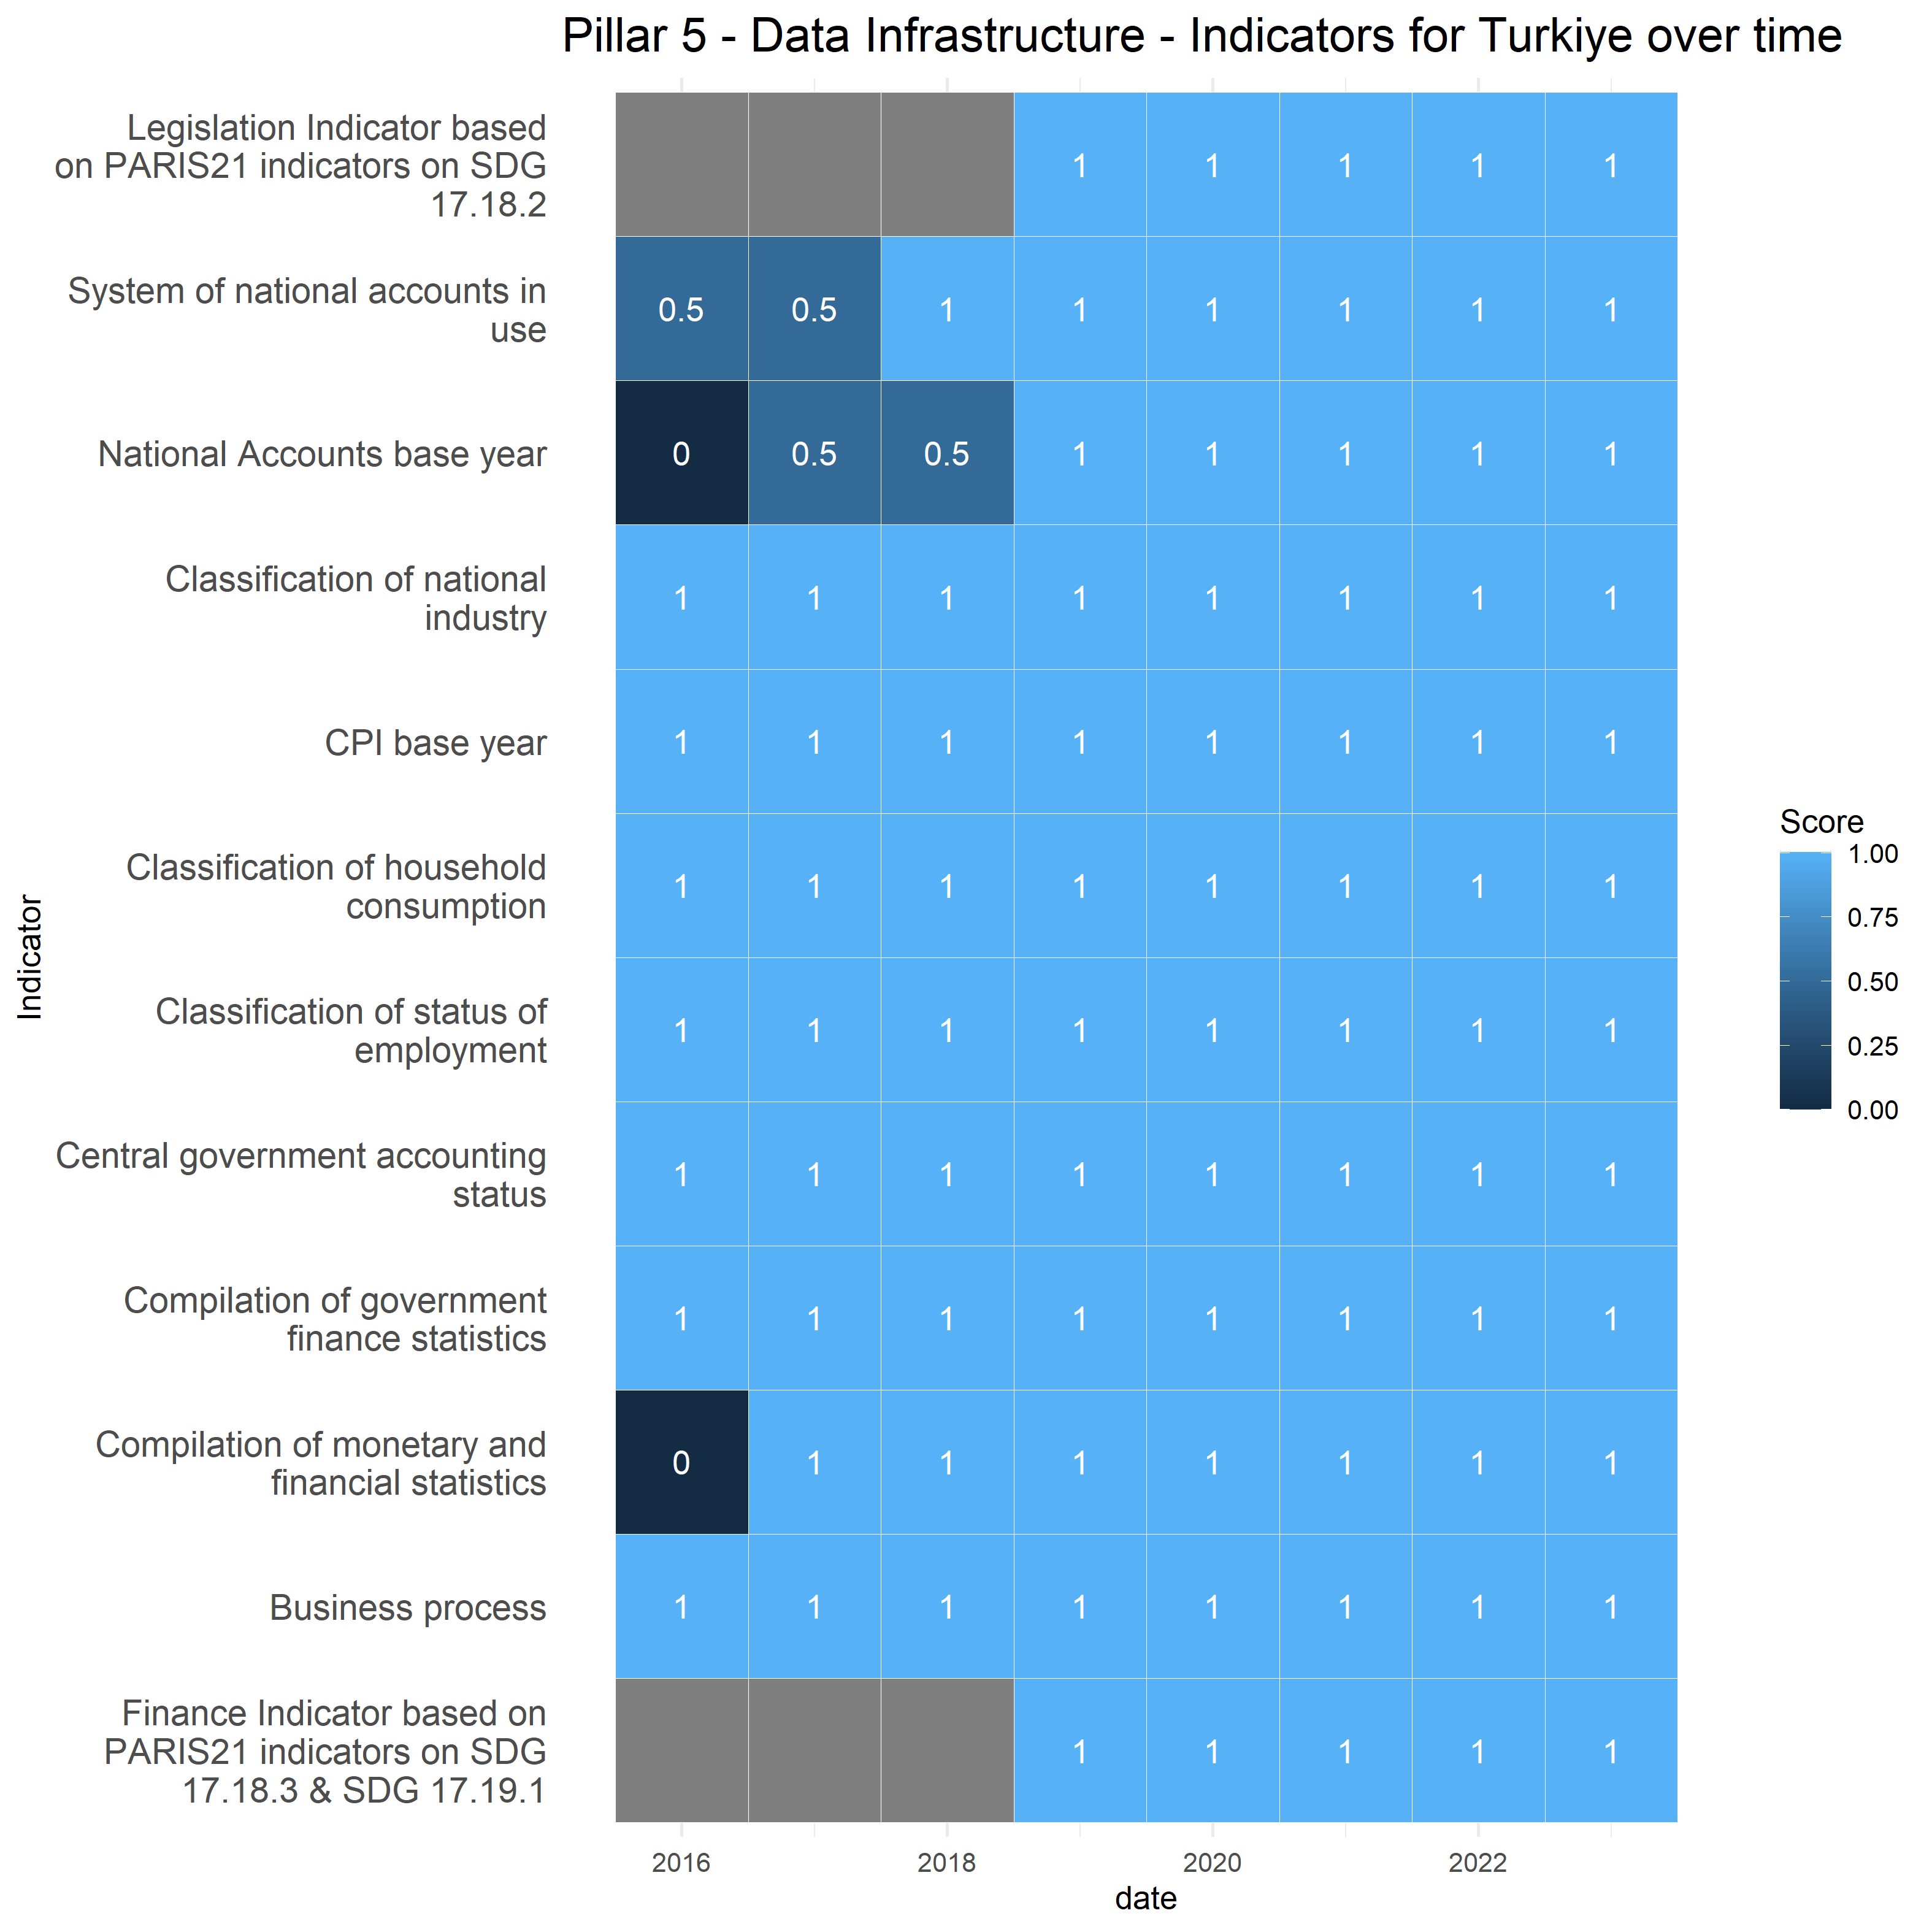 Pillar 5 - Data Infrastructure - Indicators for Turkiye over time
Legislation Indicator based
on PARIS21 indicators on SDG
17.18.2
1 1 1 1 1
System of national accounts in
use
0.5 0.5 1 1 1 1 1 1
National Accounts base year
0 0.5 0.5 1 1 1 1 1
Classification of national
industry
1 1 1 1 1 1 1 1
CPI base year
1 1 1 1 1 1 1 1
Classification of household
consumption
1 1 1 1 1 1 1 1
Classification of status of
employment
1 1 1 1 1 1 1 1
Central government accounting
status
1 1 1 1 1 1 1 1
Compilation of government
finance statistics
1 1 1 1 1 1 1 1
Compilation of monetary and
financial statistics
0 1 1 1 1 1 1 1
Business process
1 1 1 1 1 1 1 1
Finance Indicator based on
PARIS21 indicators on SDG
17.18.3 & SDG 17.19.1
1 1 1 1 1
2016 2018 2020 2022
date
Indicator
Score
1.00
0.75
0.50
0.25
0.00